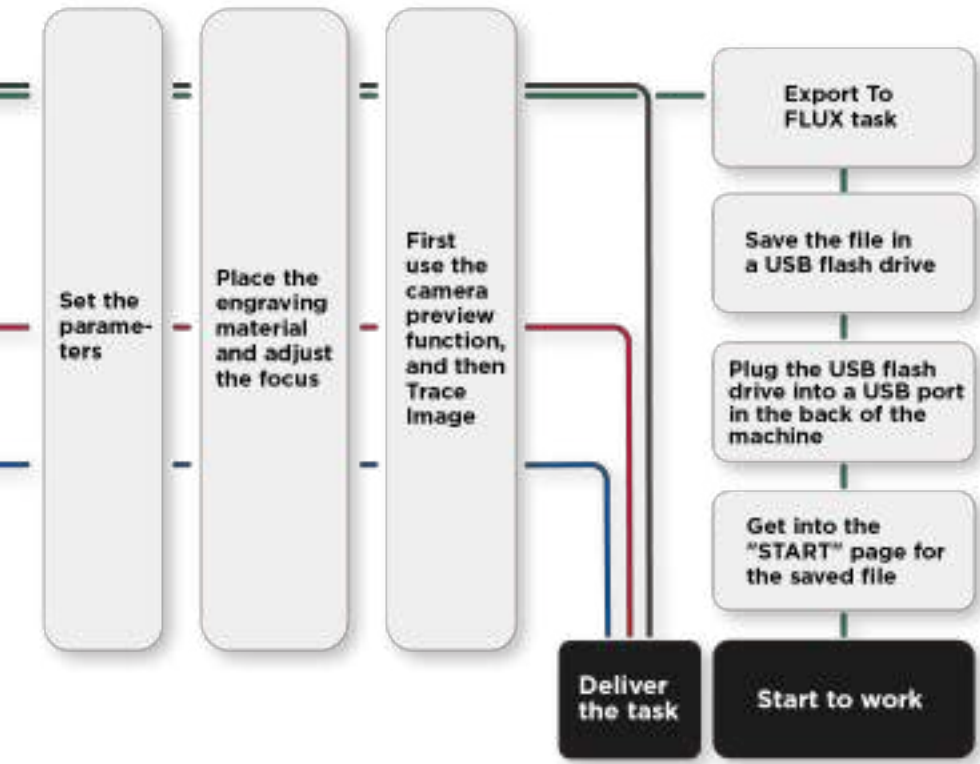 Set the
parame-
ters
Place the
engraving
material
and adjust
the focus
First
use the
camera
preview
function,
and then
Trace
Image
Export To
FLUX task
Save the file in
a USB flash drive
Plug the USB flash
drive into a USB port
in the back of the
machine
Get into the
"START" page for
the saved file
Deliver
the task
Start to work